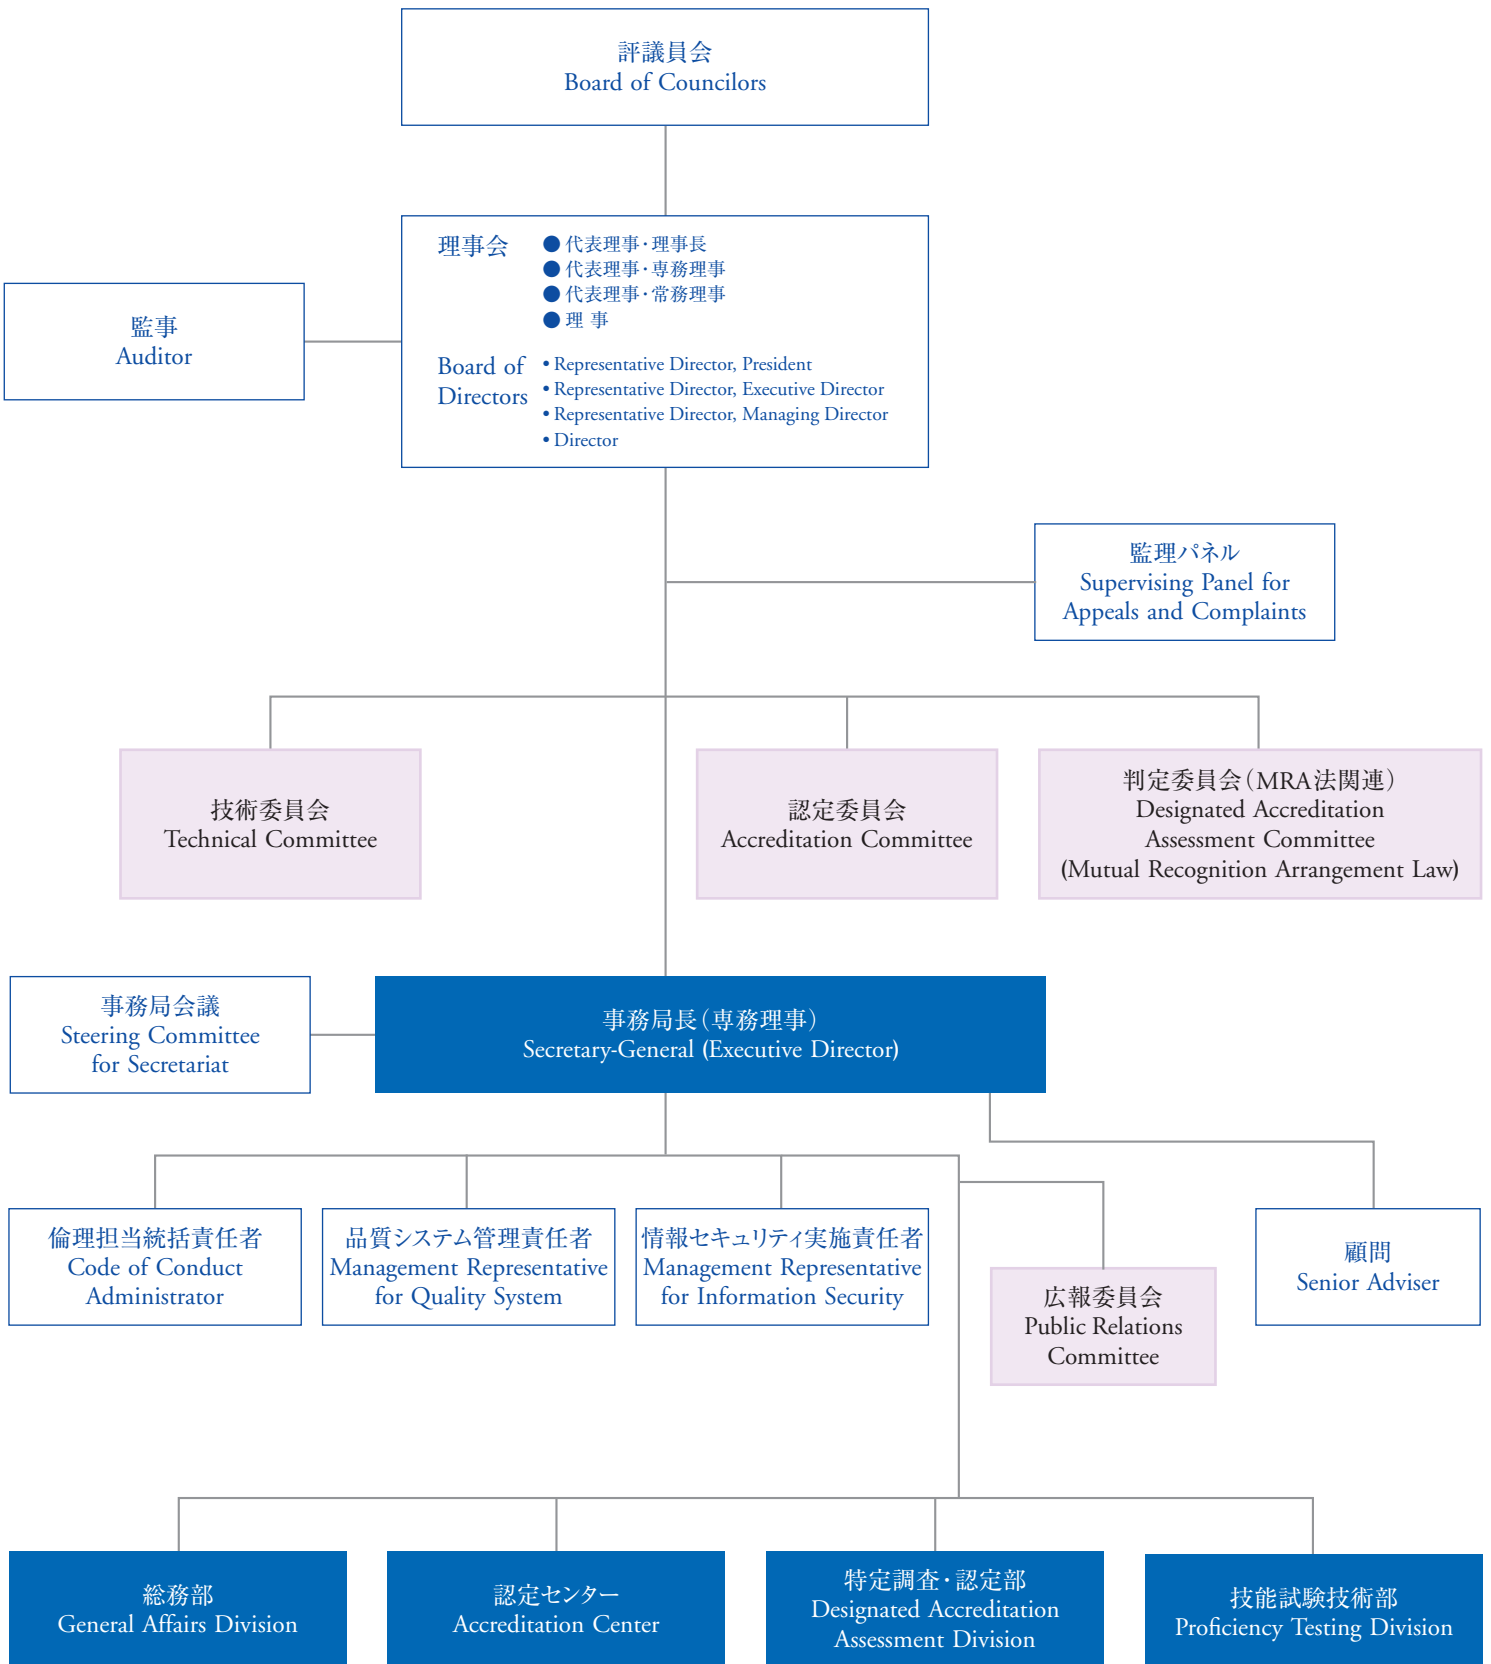 評議員会
Board of Councilors
理事会
● 代表理事・理事長
● 代表理事・専務理事
● 代表理事・常務理事
● 理 事
Board of
Directors
• Representative Director, President
• Representative Director, Executive Director
• Representative Director, Managing Director
• Director
監事
Auditor
監理パネル
Supervising Panel for
Appeals and Complaints
技術委員会
Technical Committee
認定委員会
Accreditation Committee
判定委員会（MRA法関連）
Designated Accreditation
Assessment Committee
(Mutual Recognition Arrangement Law)
事務局会議
Steering Committee
for Secretariat
事務局長（専務理事）
Secretary-General (Executive Director)
倫理担当統括責任者
Code of Conduct
Administrator
品質システム管理責任者
Management Representative
for Quality System
情報セキュリティ実施責任者
Management Representative
for Information Security
広報委員会
Public Relations
Committee
顧問
Senior Adviser
総務部
General Affairs Division
認定センター
Accreditation Center
特定調査・認定部
Designated Accreditation
Assessment Division
技能試験技術部
Proficiency Testing Division